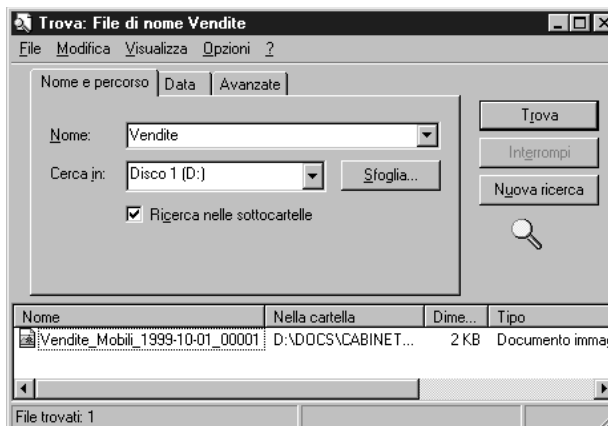 Trova: File di nome Vendite
File Modifica Visualizza Opzioni ?
Nome e percorso Data Avanzate
Nome: Vendite
Cerca in: Disco 1 (D:) Sfoglia...
Ricerca nelle sottocartelle
Trova
Interrompi
Nuova ricerca
Nome Nella cartella Dime... Tipo
Vendite_Mobili_1999-10-01_00001 D:\DOCS\CABINET... 2 KB Documento immag
File trovati: 1